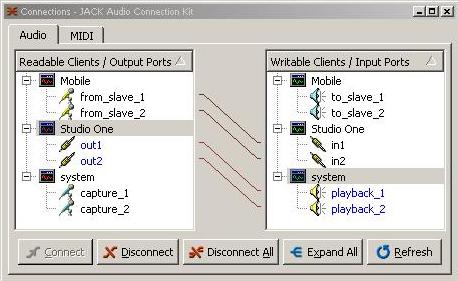 Connections - JACK Audio Connection Kit
Audio MIDI
Readable Clients / Output Ports
Mobile
from_slave_1
from_slave_2
Studio One
out1
out2
system
capture_1
capture_2
Writable Clients / Input Ports
Mobile
to_slave_1
to_slave_2
Studio One
in1
in2
system
playback_1
playback_2
Connect Disconnect Disconnect All Expand All Refresh